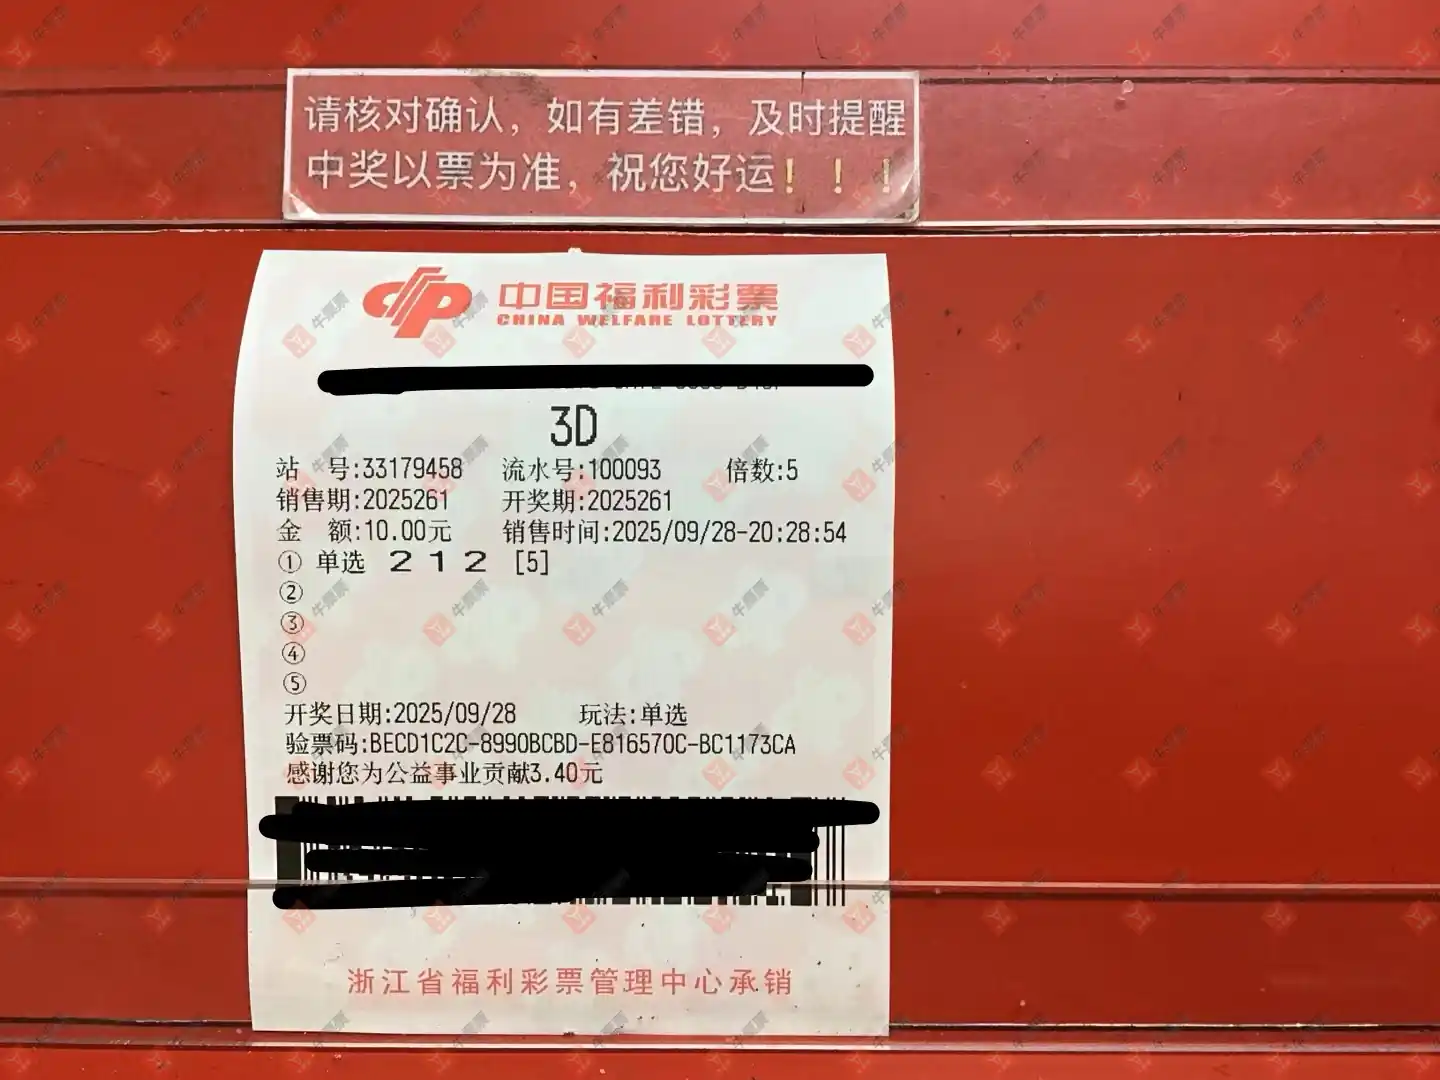 请核对确认，如有差错，及时提醒
中奖以票为准，祝您好运！！！
中国福利彩票
CHINA WELFARE LOTTERY
3D
站 号:33179458 流水号:100093 倍数:5
销售期:2025261 开奖期:2025261
金 额:10.00元 销售时间:2025/09/28-20:28:54
① 单选 2 1 2 [5]
②
③
④
⑤
开奖日期:2025/09/28 玩法:单选
验票码:BECD1C2C-8990BCBD-E816570C-BC1173CA
感谢您为公益事业贡献3.40元
浙江省福利彩票管理中心承销
牛票票